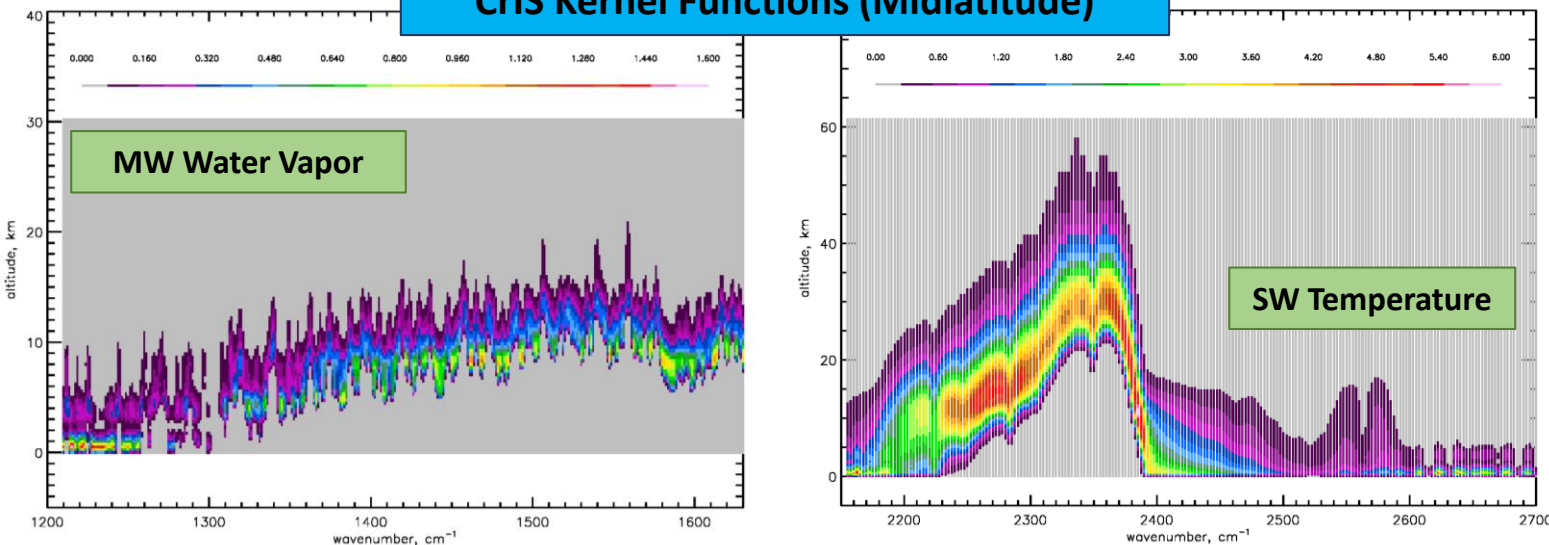 CrIS Kernel Functions (Midlatitude)
0.000 0.160 0.320 0.480 0.640 0.800 0.960 1.120 1.280 1.440 1.600
MW Water Vapor
altitude, km
40
30
20
10
0
1200 1300 1400 1500 1600
wavenumber, cm⁻¹
0.00 0.60 1.20 1.80 2.40 3.00 3.60 4.20 4.80 5.40 6.00
SW Temperature
altitude, km
60
40
20
0
2200 2300 2400 2500 2600 2700
wavenumber, cm⁻¹